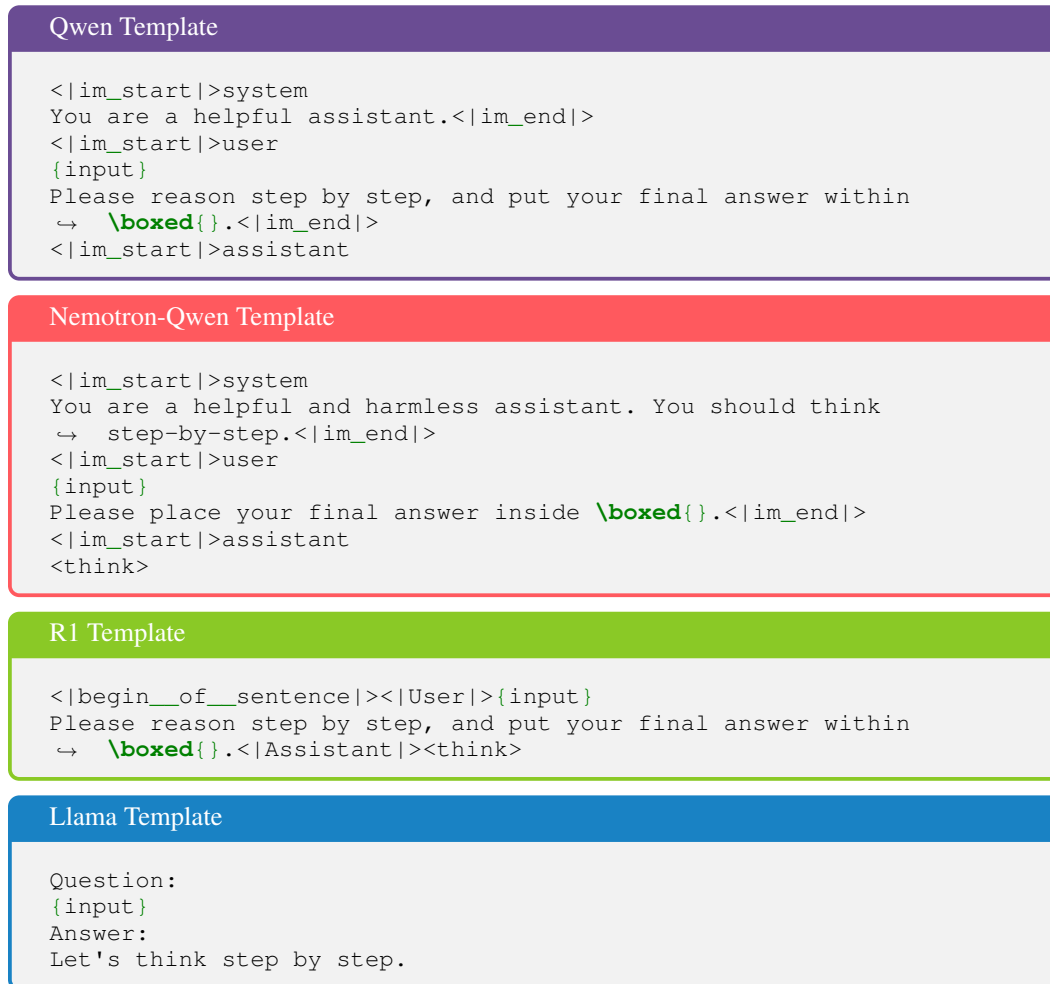 Qwen Template
<|im_start|>system
You are a helpful assistant.<|im_end|>
<|im_start|>user
{input}
Please reason step by step, and put your final answer within
↪ \boxed{}.<|im_end|>
<|im_start|>assistant
Nemotron-Qwen Template
<|im_start|>system
You are a helpful and harmless assistant. You should think
↪ step-by-step.<|im_end|>
<|im_start|>user
{input}
Please place your final answer inside \boxed{}.<|im_end|>
<|im_start|>assistant
<think>
R1 Template
<|begin__of__sentence|><|User|>{input}
Please reason step by step, and put your final answer within
↪ \boxed{}.<|Assistant|><think>
Llama Template
Question:
{input}
Answer:
Let's think step by step.